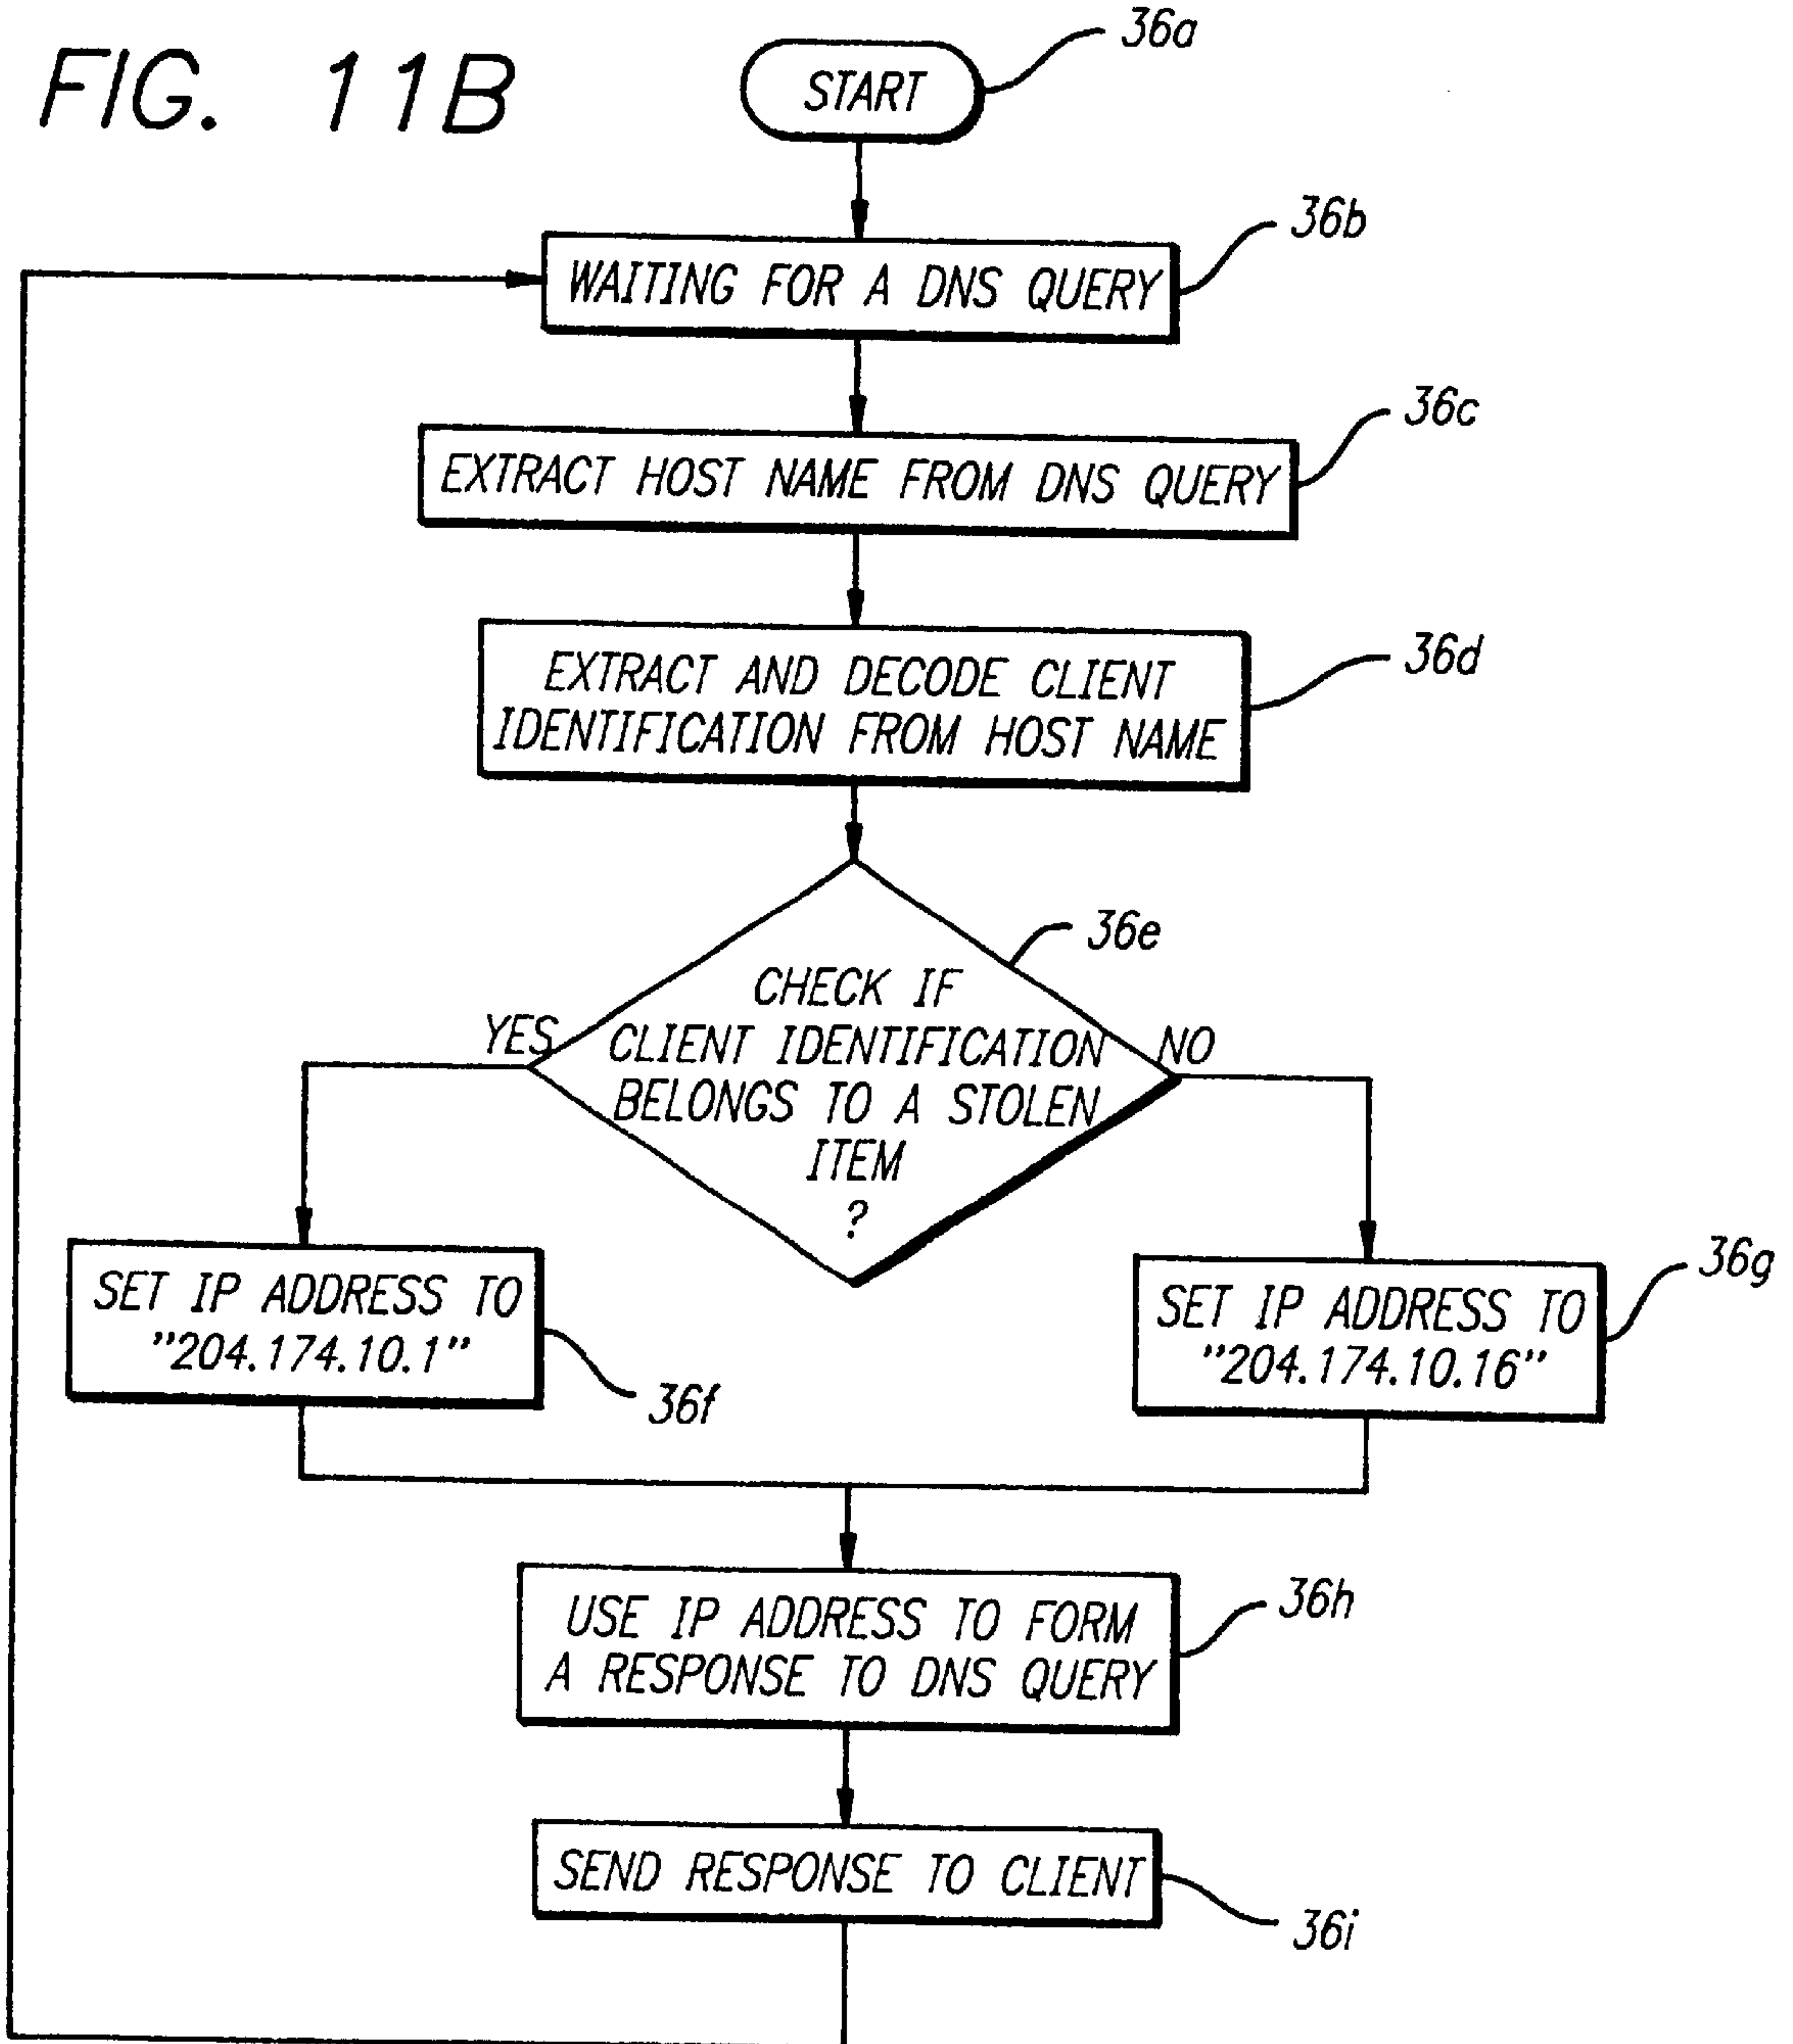 FIG. 11B
START
36a
WAITING FOR A DNS QUERY
36b
EXTRACT HOST NAME FROM DNS QUERY
36c
EXTRACT AND DECODE CLIENT
IDENTIFICATION FROM HOST NAME
36d
CHECK IF
CLIENT IDENTIFICATION
BELONGS TO A STOLEN
ITEM
?
36e
YES
NO
SET IP ADDRESS TO
"204.174.10.1"
36f
SET IP ADDRESS TO
"204.174.10.16"
36g
USE IP ADDRESS TO FORM
A RESPONSE TO DNS QUERY
36h
SEND RESPONSE TO CLIENT
36i